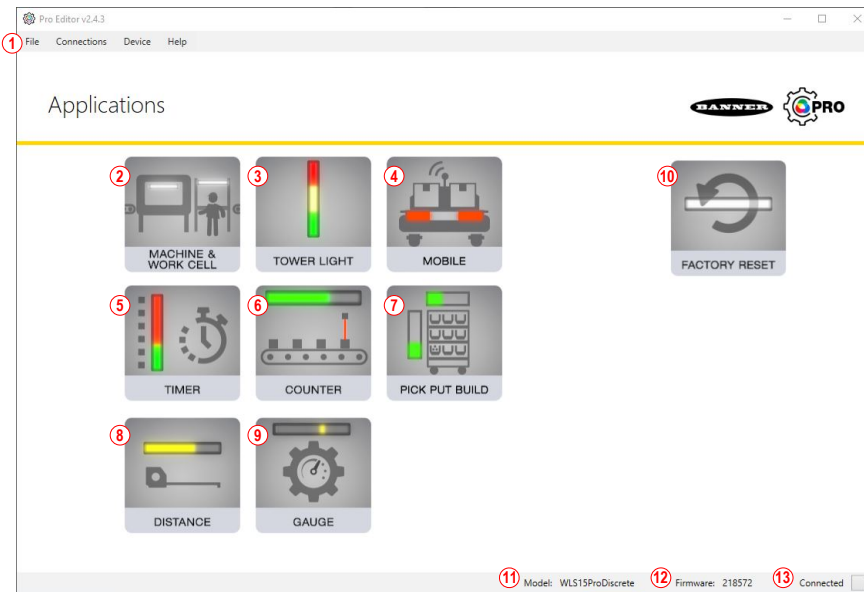 Pro Editor v2.4.3
1 File Connections Device Help
Applications
BANNER PRO
2 3 4 10
MACHINE & WORK CELL
TOWER LIGHT
MOBILE
FACTORY RESET
5 6 7
TIMER
COUNTER
PICK PUT BUILD
8 9
DISTANCE
GAUGE
11 Model: WLS15ProDiscrete 12 Firmware: 218572 13 Connected